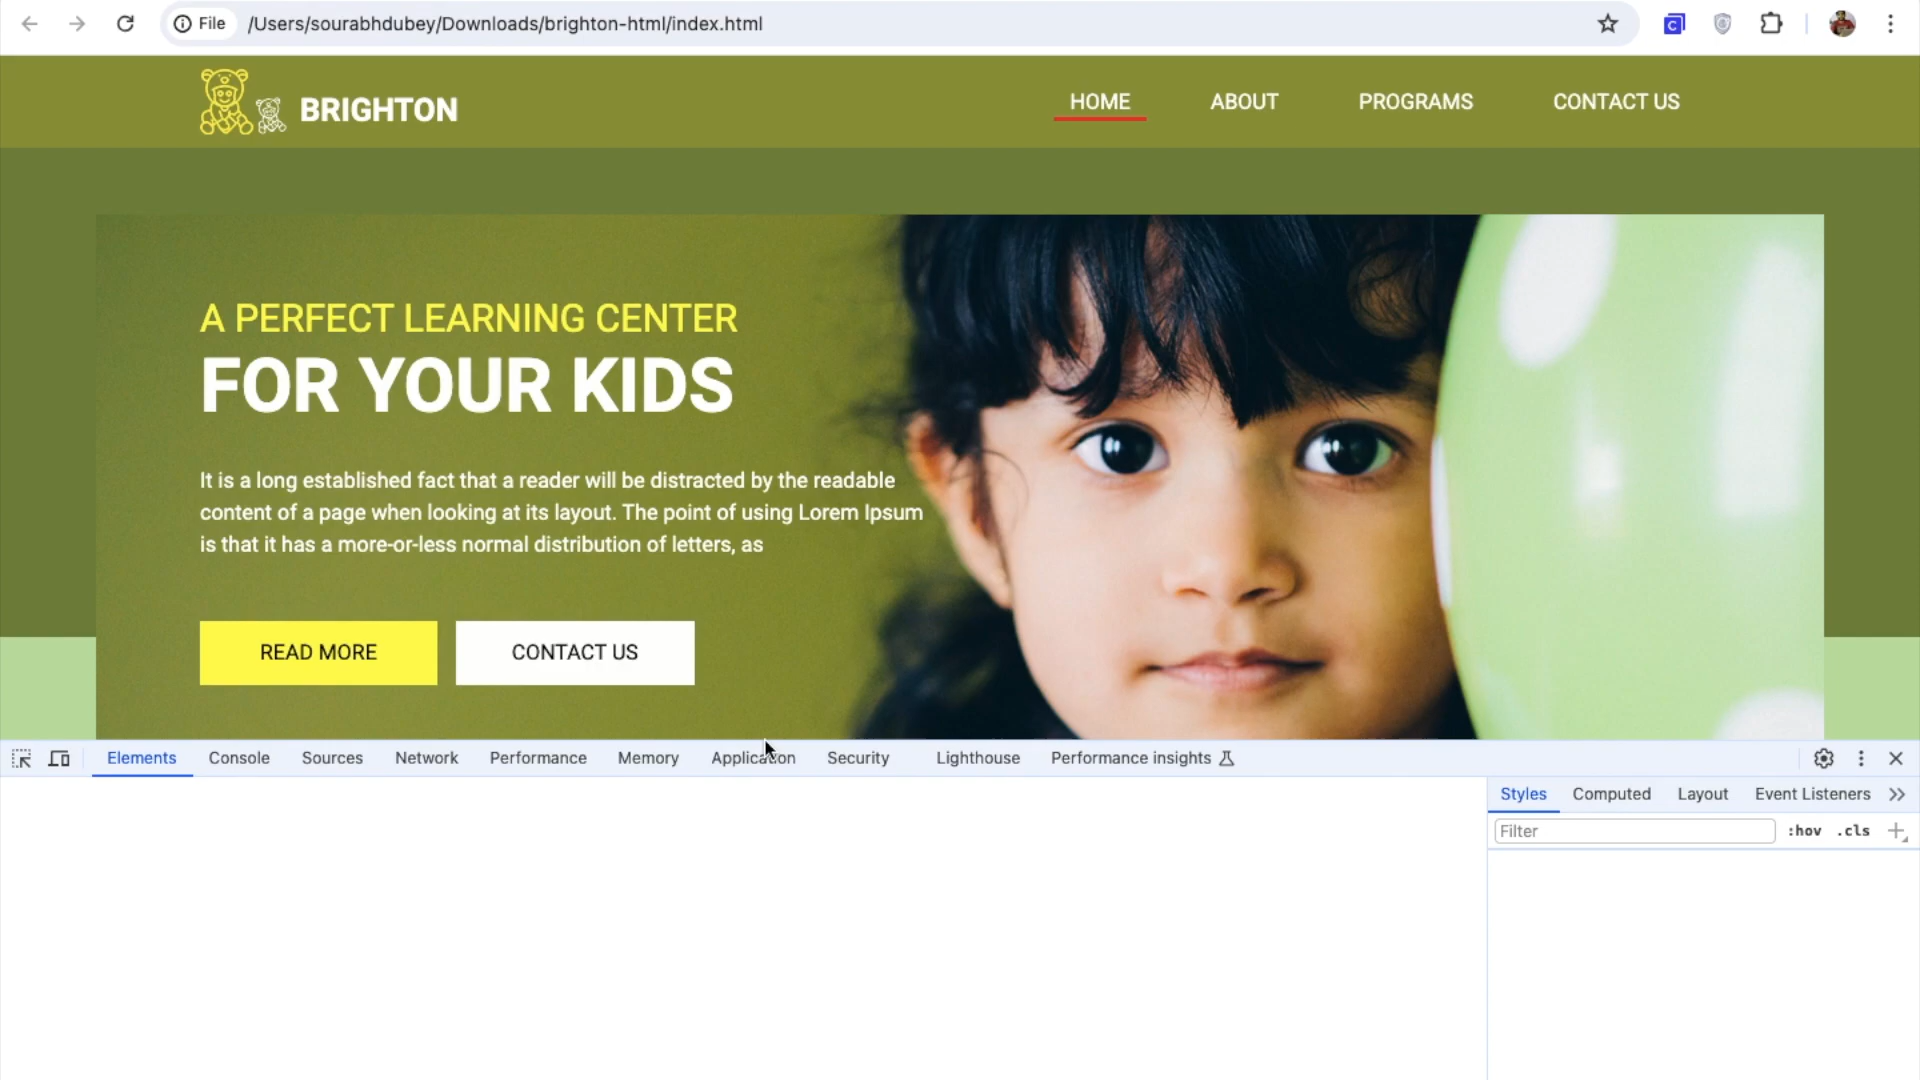 File /Users/sourabhdubey/Downloads/brighton-html/index.html
BRIGHTON
HOME ABOUT PROGRAMS CONTACT US
A PERFECT LEARNING CENTER
FOR YOUR KIDS
It is a long established fact that a reader will be distracted by the readable
content of a page when looking at its layout. The point of using Lorem Ipsum
is that it has a more-or-less normal distribution of letters, as
READ MORE CONTACT US
Elements Console Sources Network Performance Memory Application Security Lighthouse Performance insights
Styles Computed Layout Event Listeners
Filter :hov .cls